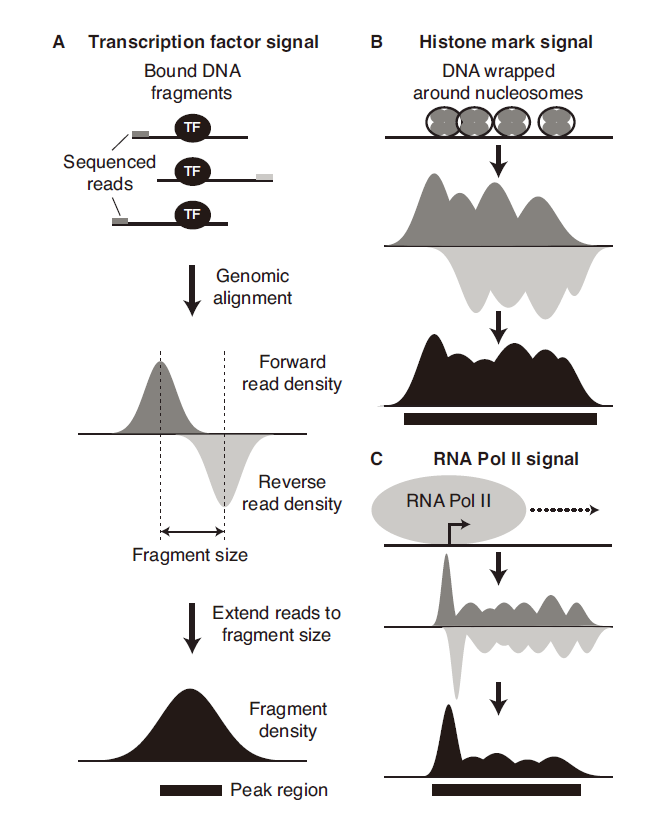 A Transcription factor signal
Bound DNA
fragments
TF
Sequenced
reads
TF
TF
Genomic
alignment
Forward
read density
Reverse
read density
Fragment size
Extend reads to
fragment size
Fragment
density
Peak region
B Histone mark signal
DNA wrapped
around nucleosomes
C RNA Pol II signal
RNA Pol II